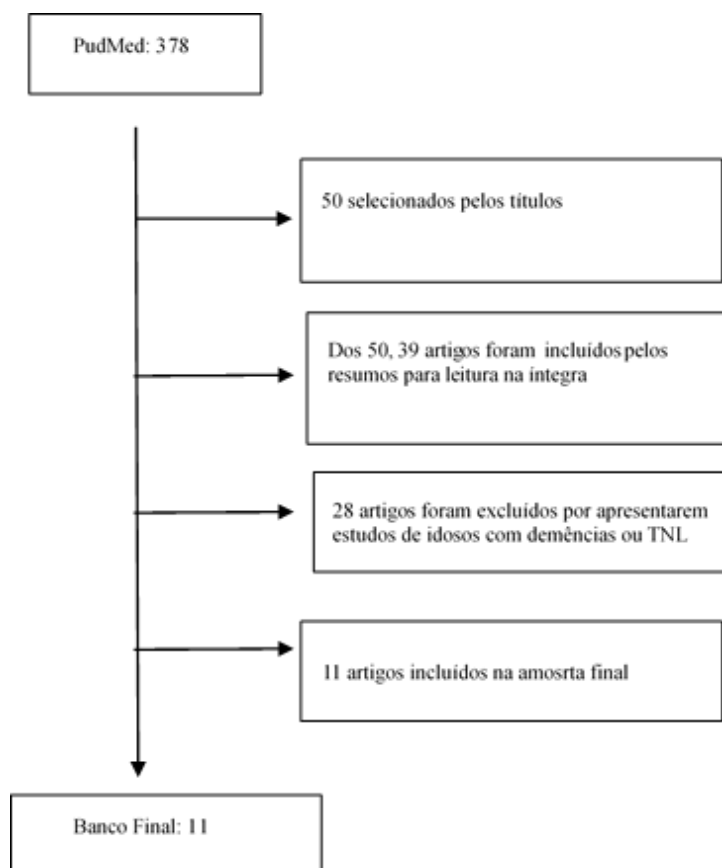 PudMed: 378
50 selecionados pelos títulos
Dos 50, 39 artigos foram incluídos pelos
resumos para leitura na íntegra
28 artigos foram excluídos por apresentarem
estudos de idosos com demências ou TNL
11 artigos incluídos na amosrta final
Banco Final: 11